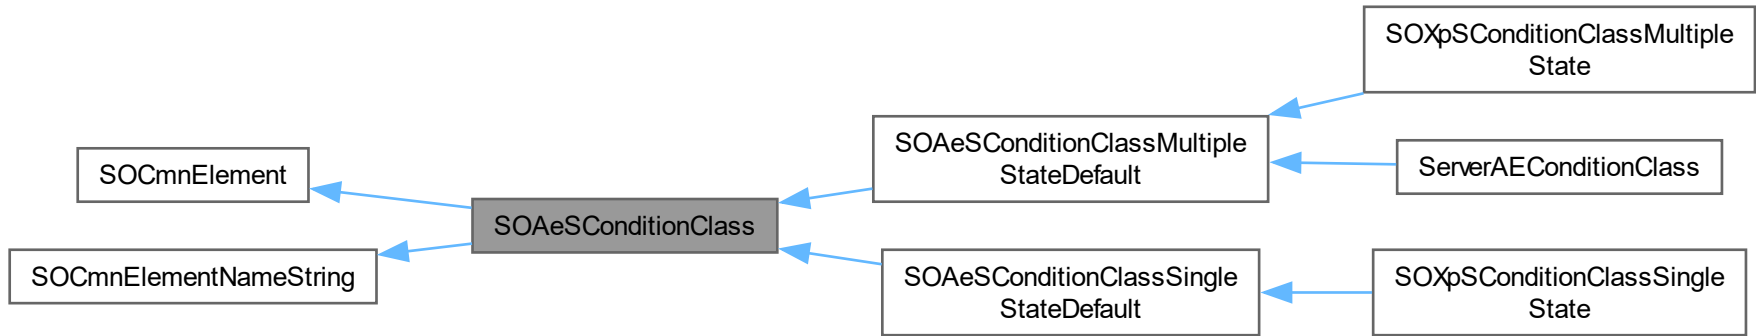 SOCmnElement
SOCmnElementNameString
SOAeSConditionClass
SOAeSConditionClassMultiple
StateDefault
SOAeSConditionClassSingle
StateDefault
SOXpSConditionClassMultiple
State
ServerAEConditionClass
SOXpSConditionClassSingle
State